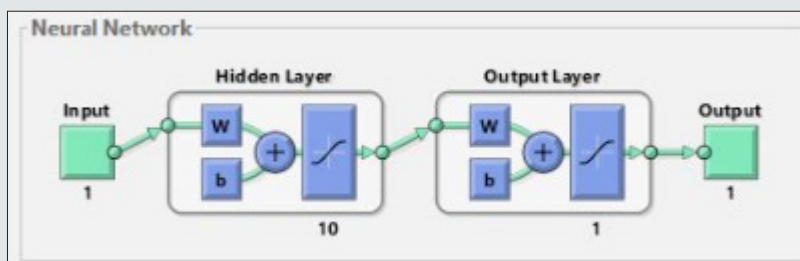 Neural Network
Hidden Layer
Output Layer
Input
Output
W
b
+
W
b
+
1
10
1
1